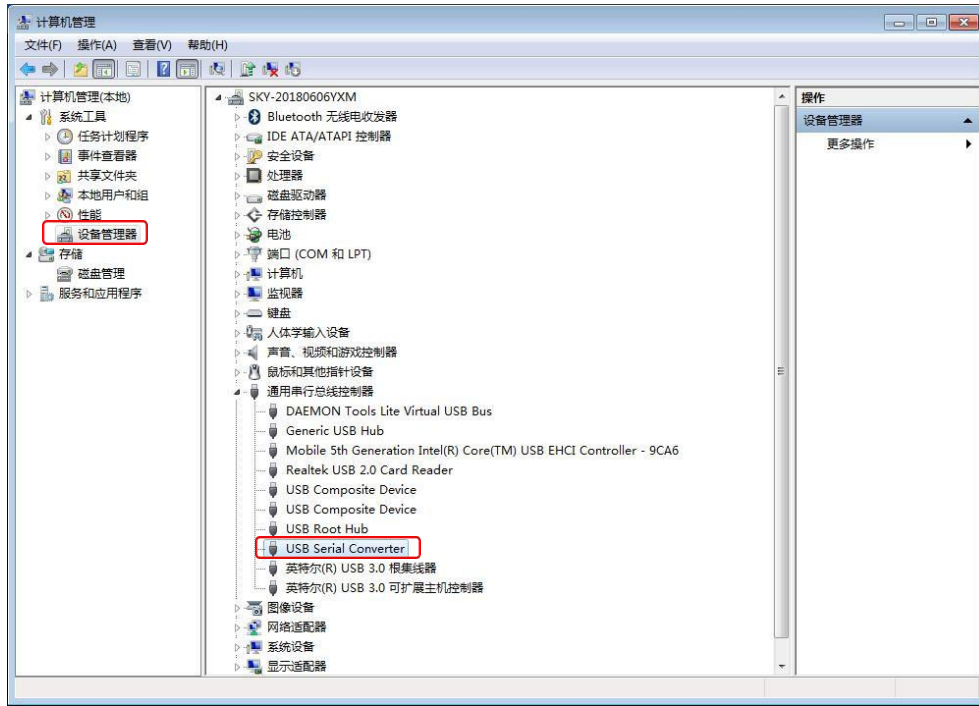 计算机管理
文件(F) 操作(A) 查看(V) 帮助(H)
计算机管理(本地)
系统工具
任务计划程序
事件查看器
共享文件夹
本地用户和组
性能
设备管理器
存储
磁盘管理
服务和应用程序
SKY-20180606YXM
Bluetooth 无线电收发器
IDE ATA/ATAPI 控制器
安全设备
处理器
磁盘驱动器
存储控制器
电池
端口 (COM 和 LPT)
计算机
监视器
键盘
人体学输入设备
声音、视频和游戏控制器
鼠标和其他指针设备
通用串行总线控制器
DAEMON Tools Lite Virtual USB Bus
Generic USB Hub
Mobile 5th Generation Intel(R) Core(TM) USB EHCI Controller - 9CA6
Realtek USB 2.0 Card Reader
USB Composite Device
USB Composite Device
USB Root Hub
USB Serial Converter
英特尔(R) USB 3.0 根集线器
英特尔(R) USB 3.0 可扩展主机控制器
图像设备
网络适配器
系统设备
显示适配器
操作
设备管理器
更多操作